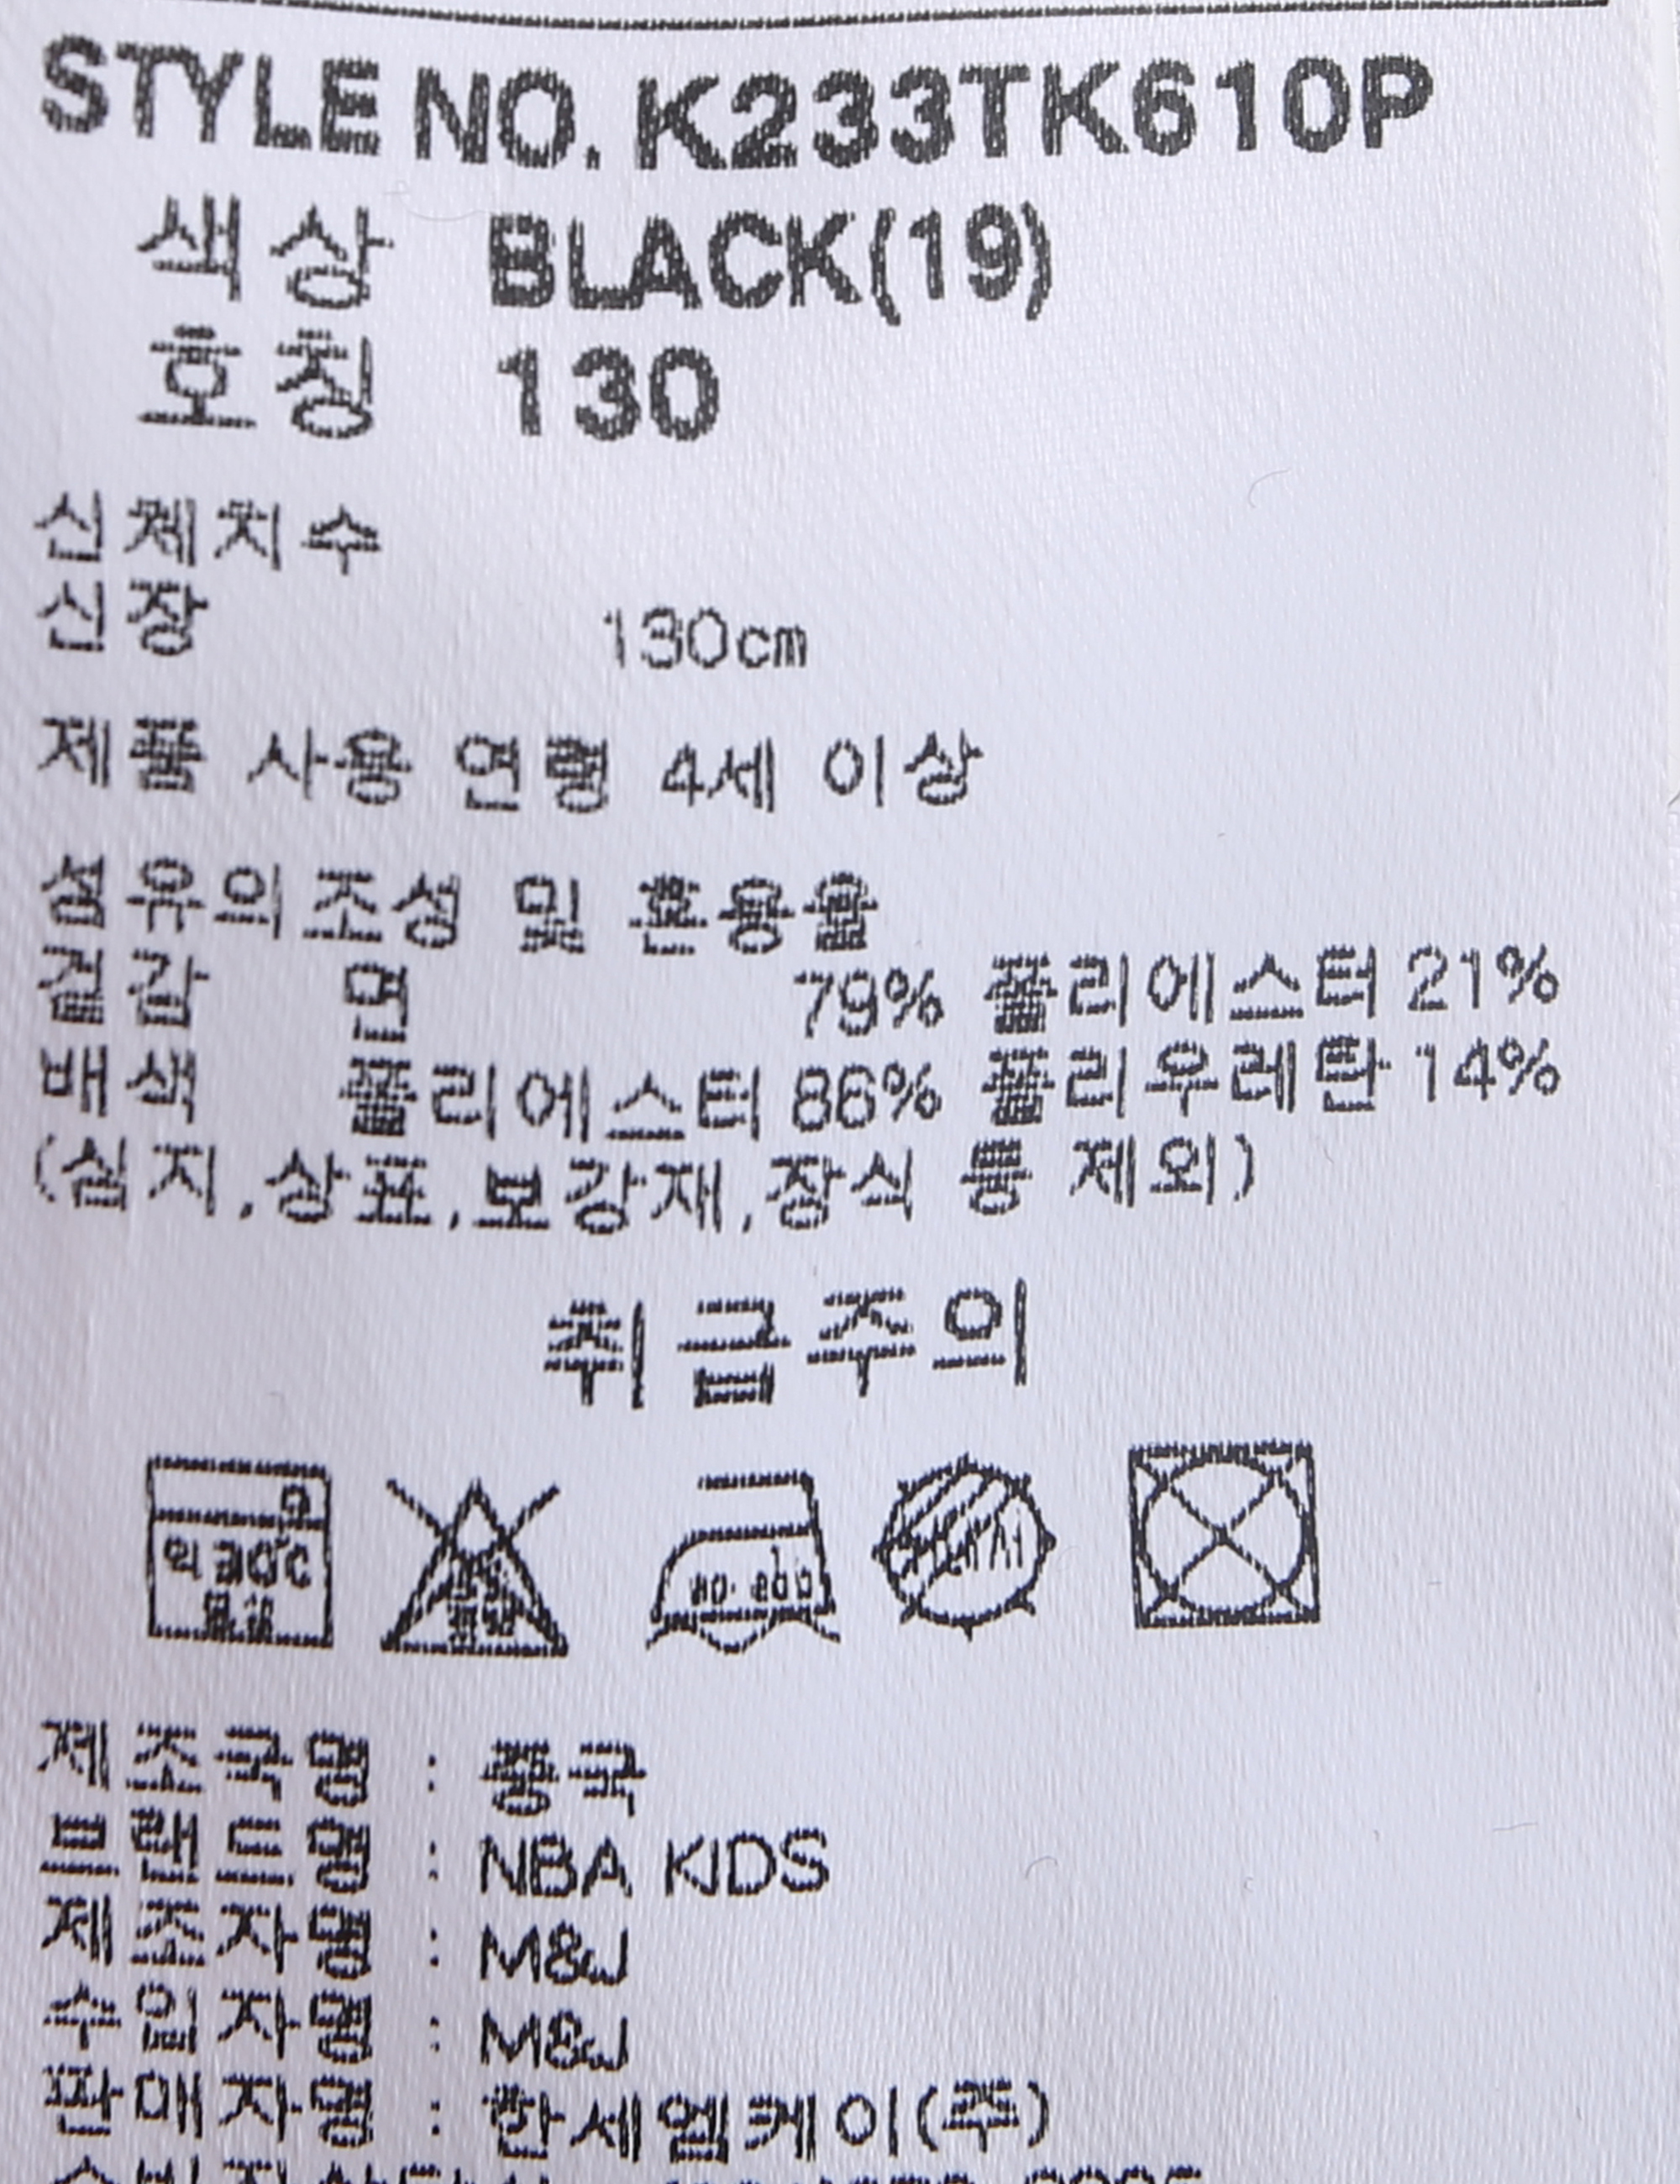 STYLE NO. K233TK610P
색상 BLACK(19)
호칭 130
신체치수
신장 130cm
제품 사용 연령 4세 이상
섬유의조성 및 혼용율
겉감 면 79% 폴리에스터 21%
배색 폴리에스터 86% 폴리우레탄 14%
(심지,상표,보강재,장식 등 제외)
취급주의
약 30℃
제조국명 : 중국
브랜드명 : NBA KIDS
제조자명 : M&J
수입자명 : M&J
판매자명 : 한세엠케이(주)